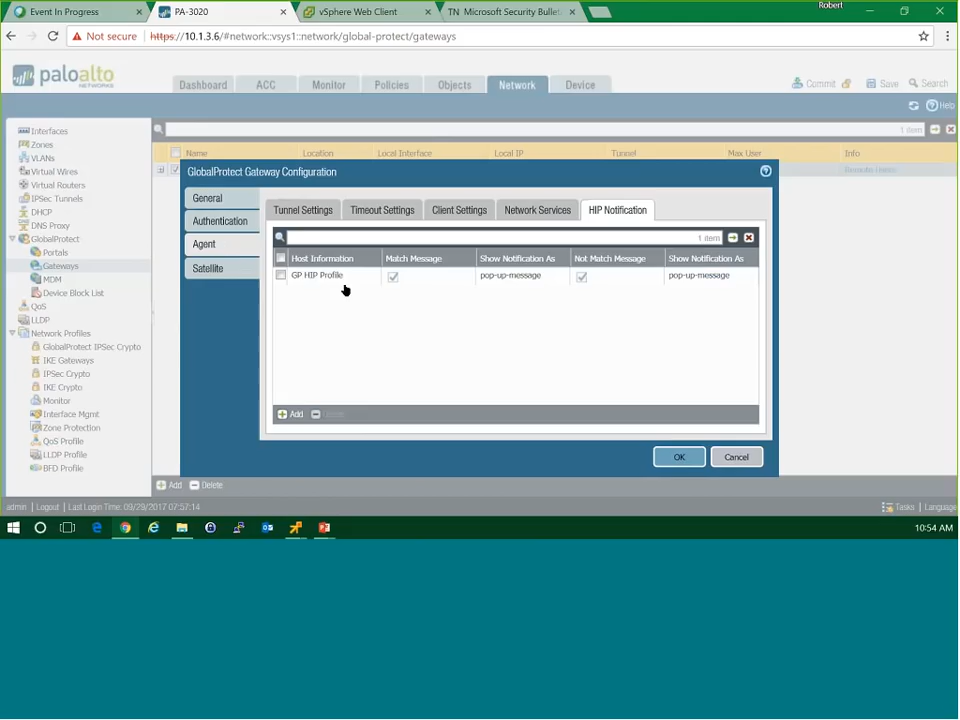 Robert
Event In Progress
PA-3020
vSphere Web Client
TN Microsoft Security Bullet
Not secure
https://10.1.3.6/#network::vsys1::network/global-protect/gateways
paloalto
NETWORKS
Dashboard
ACC
Monitor
Policies
Objects
Network
Device
Commit
Save
Search
Help
Interfaces
Zones
VLANs
Virtual Wires
Virtual Routers
IPSec Tunnels
DHCP
DNS Proxy
GlobalProtect
Portals
Gateways
MDM
Device Block List
QoS
LLDP
Network Profiles
GlobalProtect IPSec Crypto
IKE Gateways
IPSec Crypto
IKE Crypto
Monitor
Interface Mgmt
Zone Protection
QoS Profile
LLDP Profile
BFD Profile
1 item
Name
Location
Local Interface
Local IP
Tunnel
Max User
Info
Remote Users
GlobalProtect Gateway Configuration
General
Authentication
Agent
Satellite
Tunnel Settings
Timeout Settings
Client Settings
Network Services
HIP Notification
1 item
Host Information
Match Message
Show Notification As
Not Match Message
Show Notification As
GP HIP Profile
pop-up-message
pop-up-message
Add
Delete
OK
Cancel
Add
Delete
admin
Logout
Last Login Time: 09/29/2017 07:57:14
Tasks
Language
10:54 AM